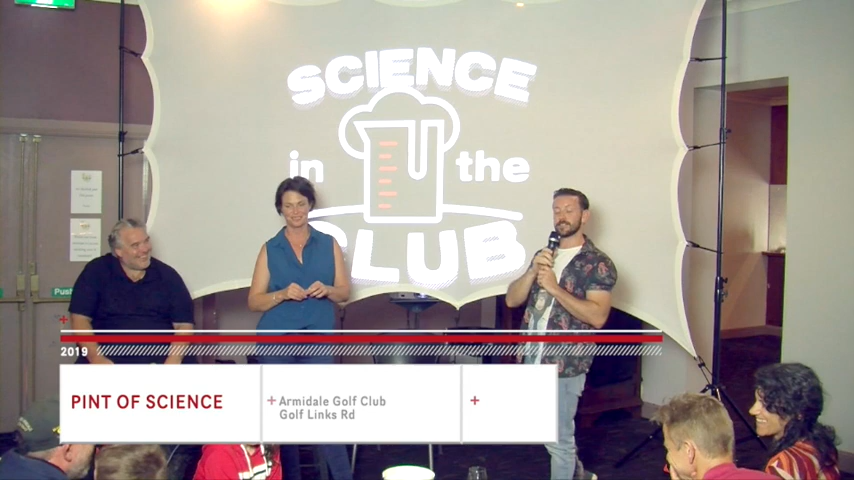 SCIENCE
in the
CLUB
Push
2019
PINT OF SCIENCE
Armidale Golf Club
Golf Links Rd